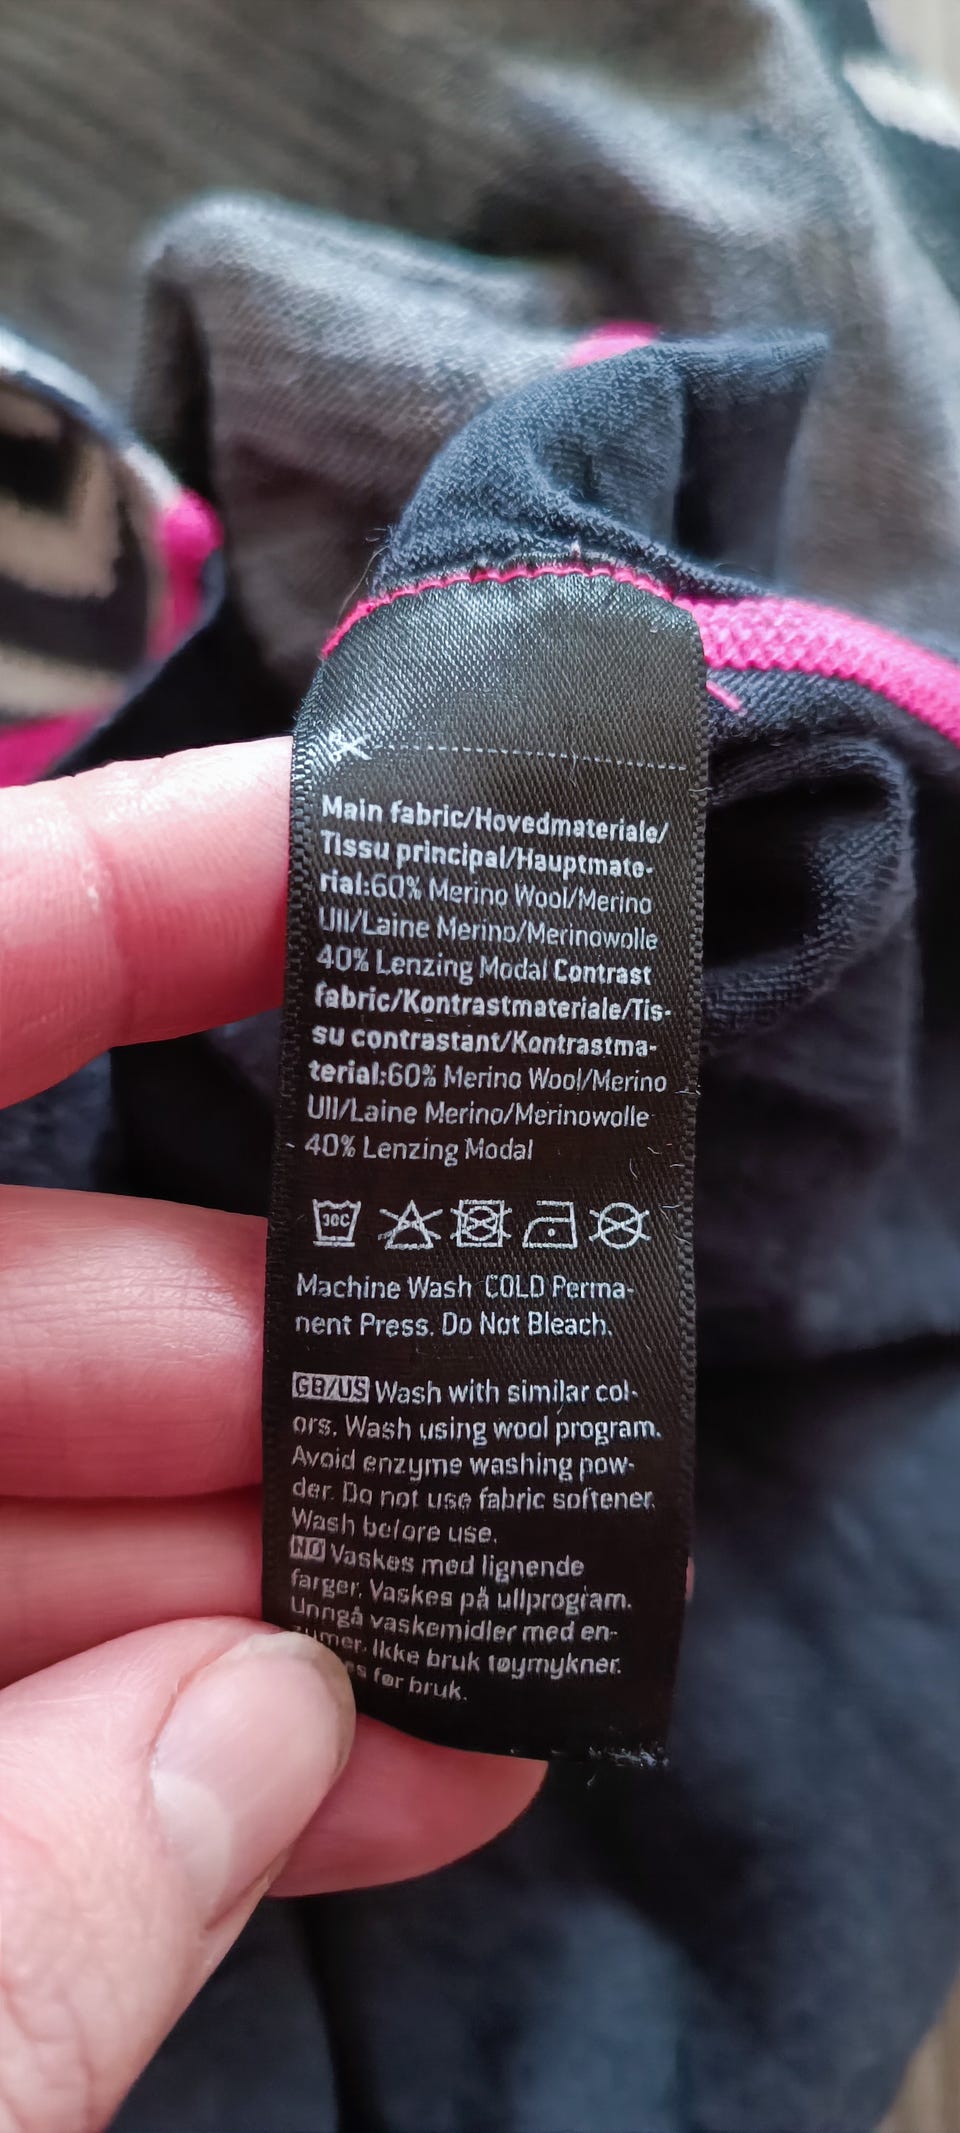 Main fabric/Hovedmateriale/
Tissu principal/Hauptmate-
rial:60% Merino Wool/Merino
Ull/Laine Merino/Merinowolle
40% Lenzing Modal Contrast
fabric/Kontrastmateriale/Tis-
su contrastant/Kontrastma-
terial:60% Merino Wool/Merino
Ull/Laine Merino/Merinowolle
40% Lenzing Modal
30C
Machine Wash COLD Perma-
nent Press. Do Not Bleach.
GB/US Wash with similar col-
ors. Wash using wool program.
Avoid enzyme washing pow-
der. Do not use fabric softener.
Wash before use.
NO Vaskes med lignende
farger. Vaskes på ullprogram.
Unngå vaskemidler med en-
zymer. Ikke bruk tøymykner.
før bruk.